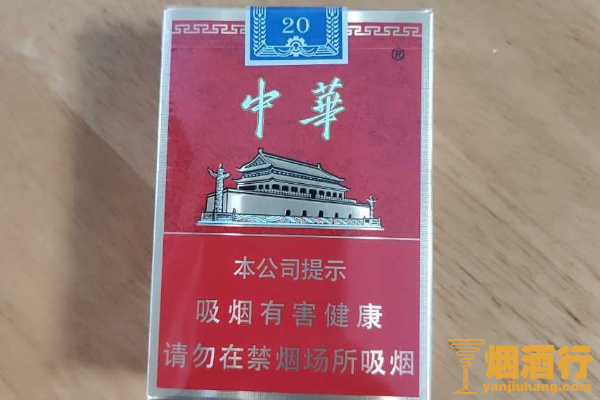 20
®
中華
本公司提示
吸烟有害健康
请勿在禁烟场所吸烟
烟酒行
yanjiuhang.com